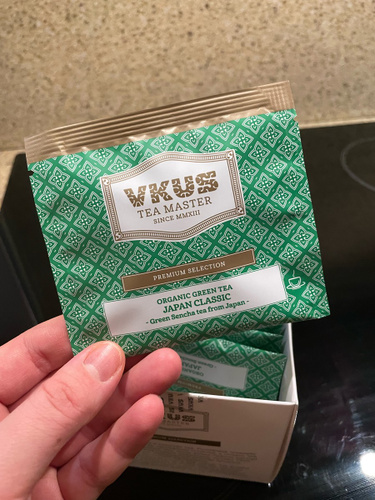 VKUS
TEA MASTER
SINCE MMXIII
PREMIUM SELECTION
ORGANIC GREEN TEA
JAPAN CLASSIC
- Green Sencha tea from Japan -